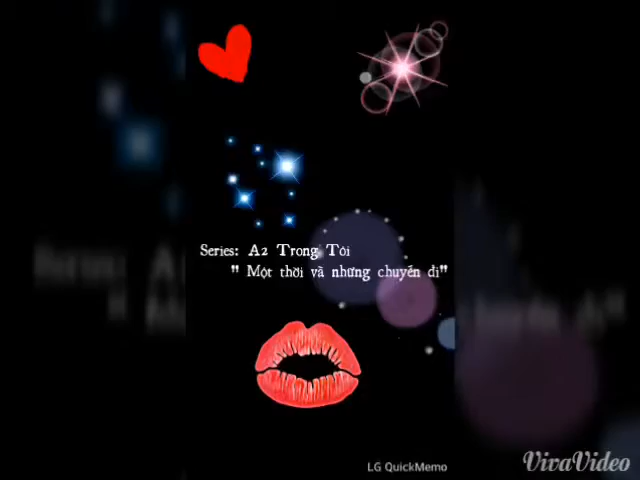 Series: A2 Trong Tôi
" Một thời và những chuyến đi"
LG QuickMemo
VivaVideo